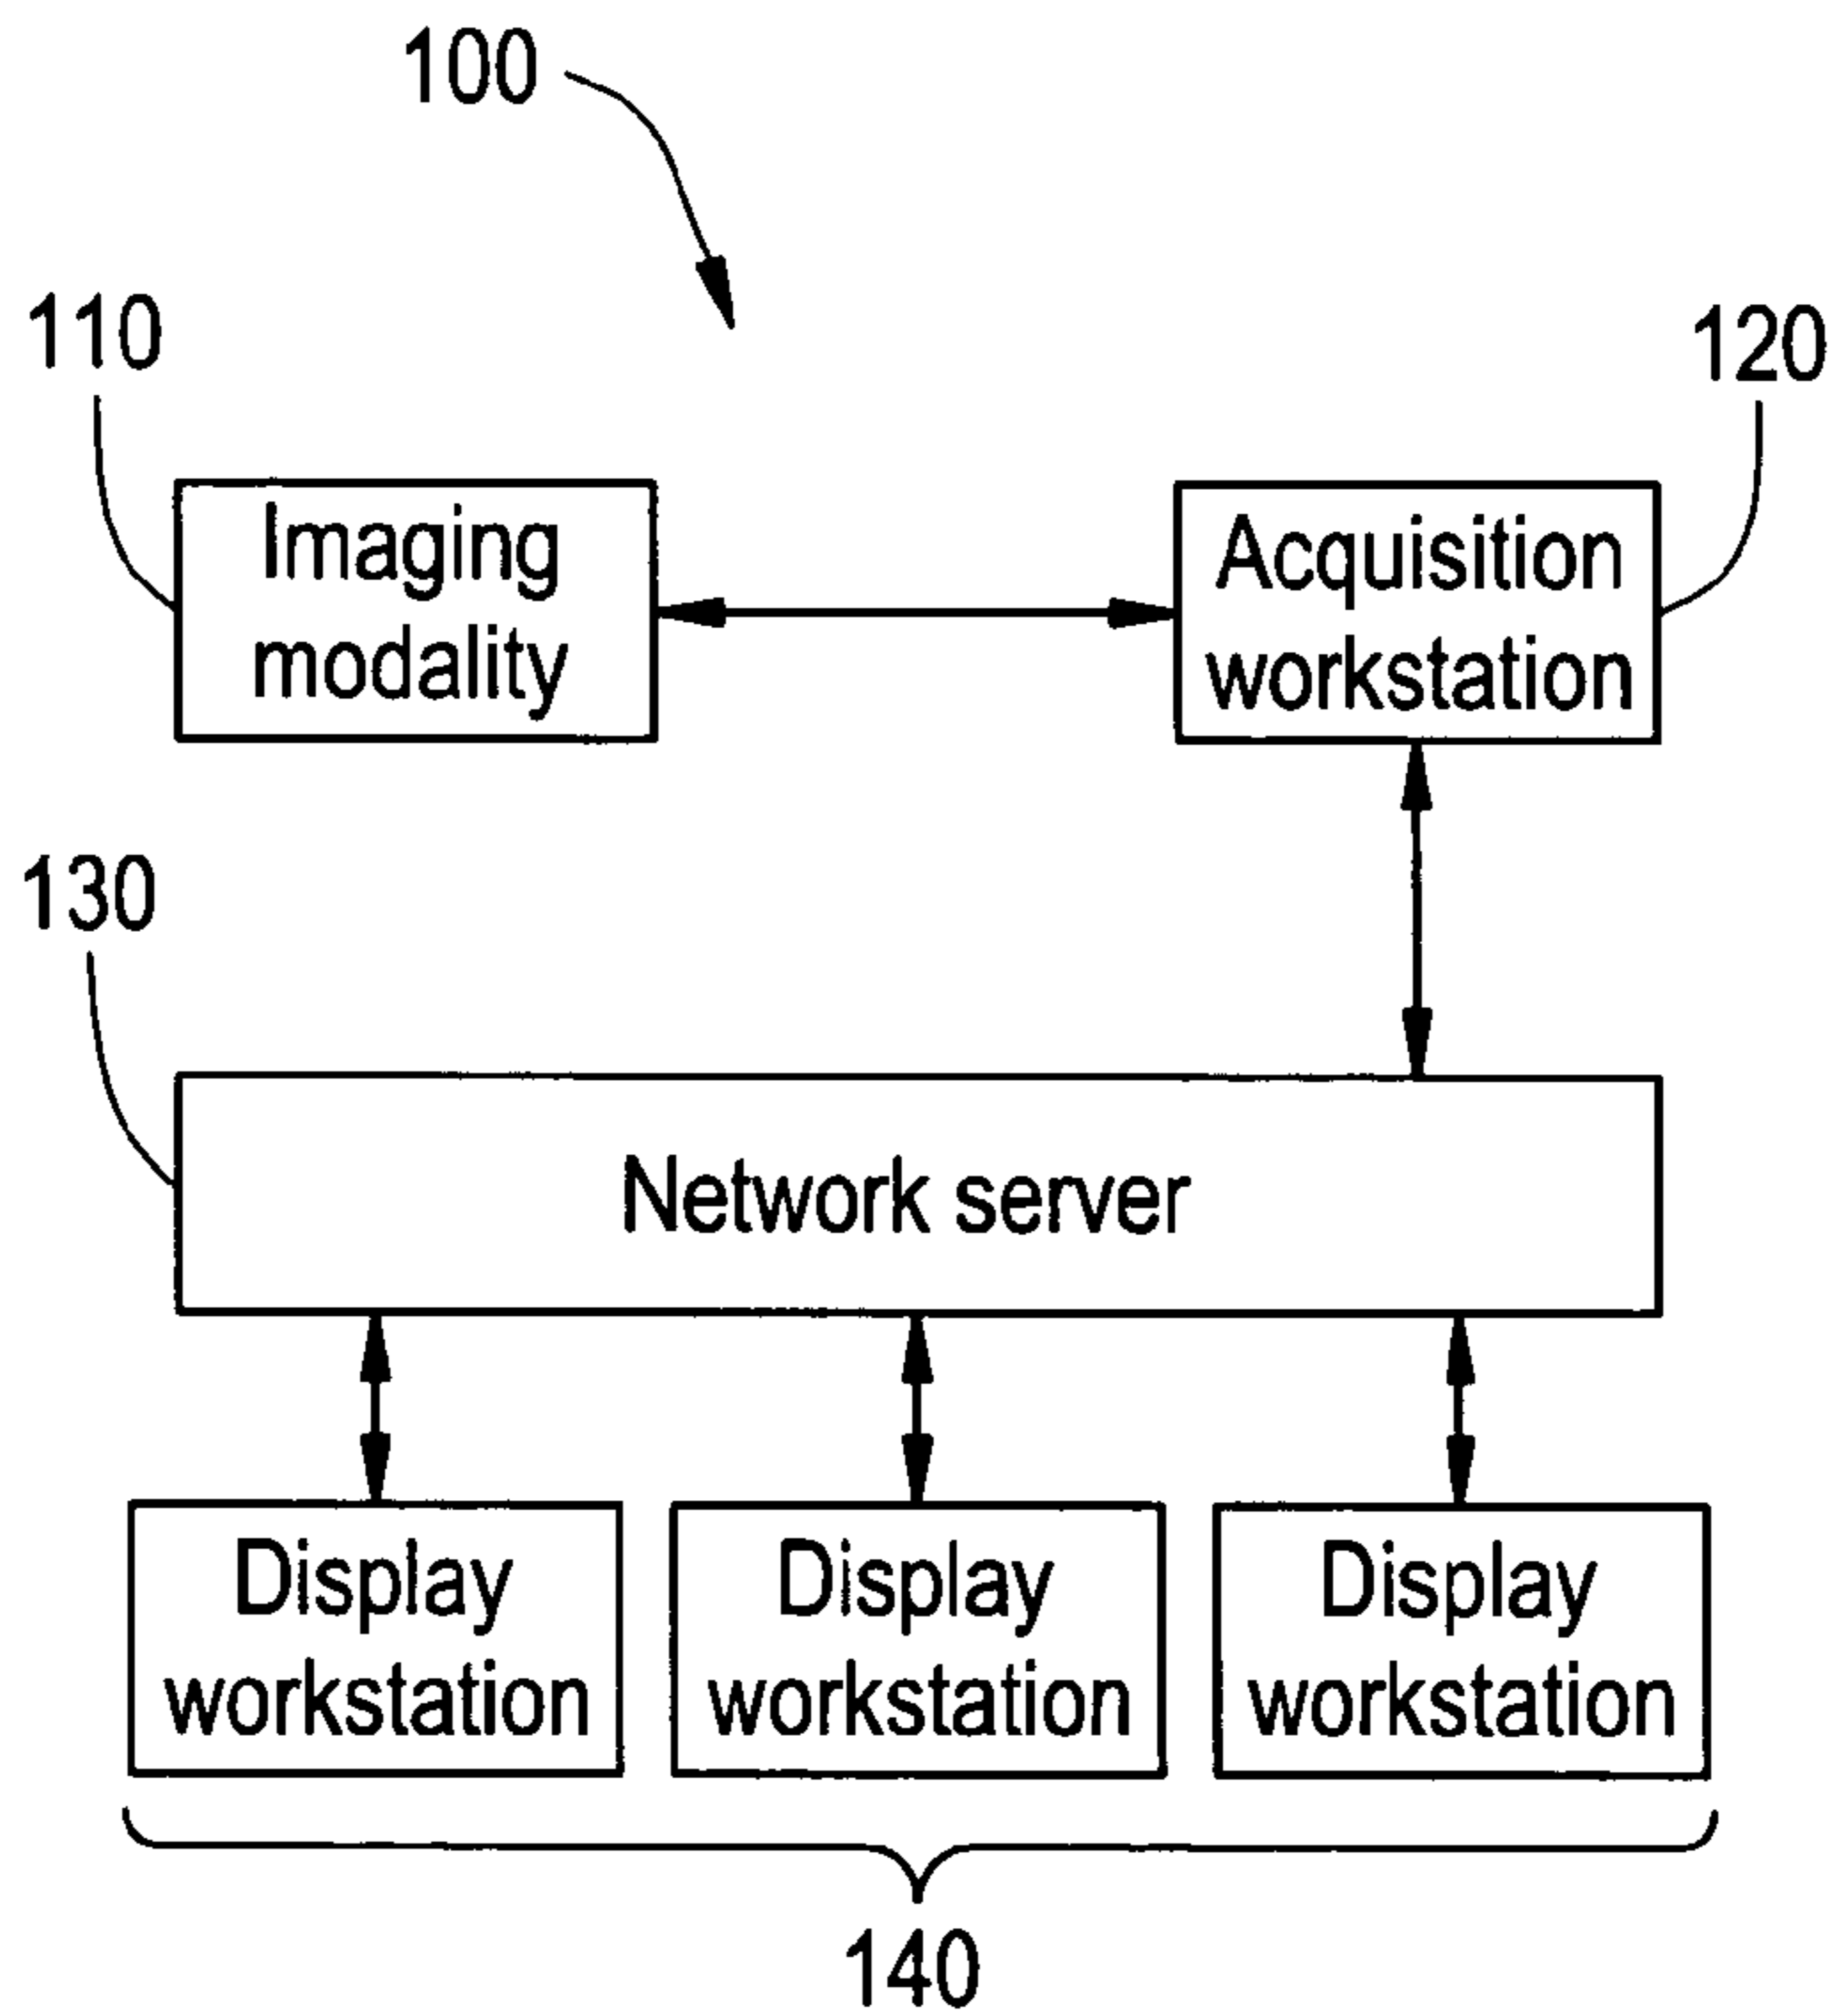 100
110
120
Imaging
modality
Acquisition
workstation
130
Network server
Display
workstation
Display
workstation
Display
workstation
140